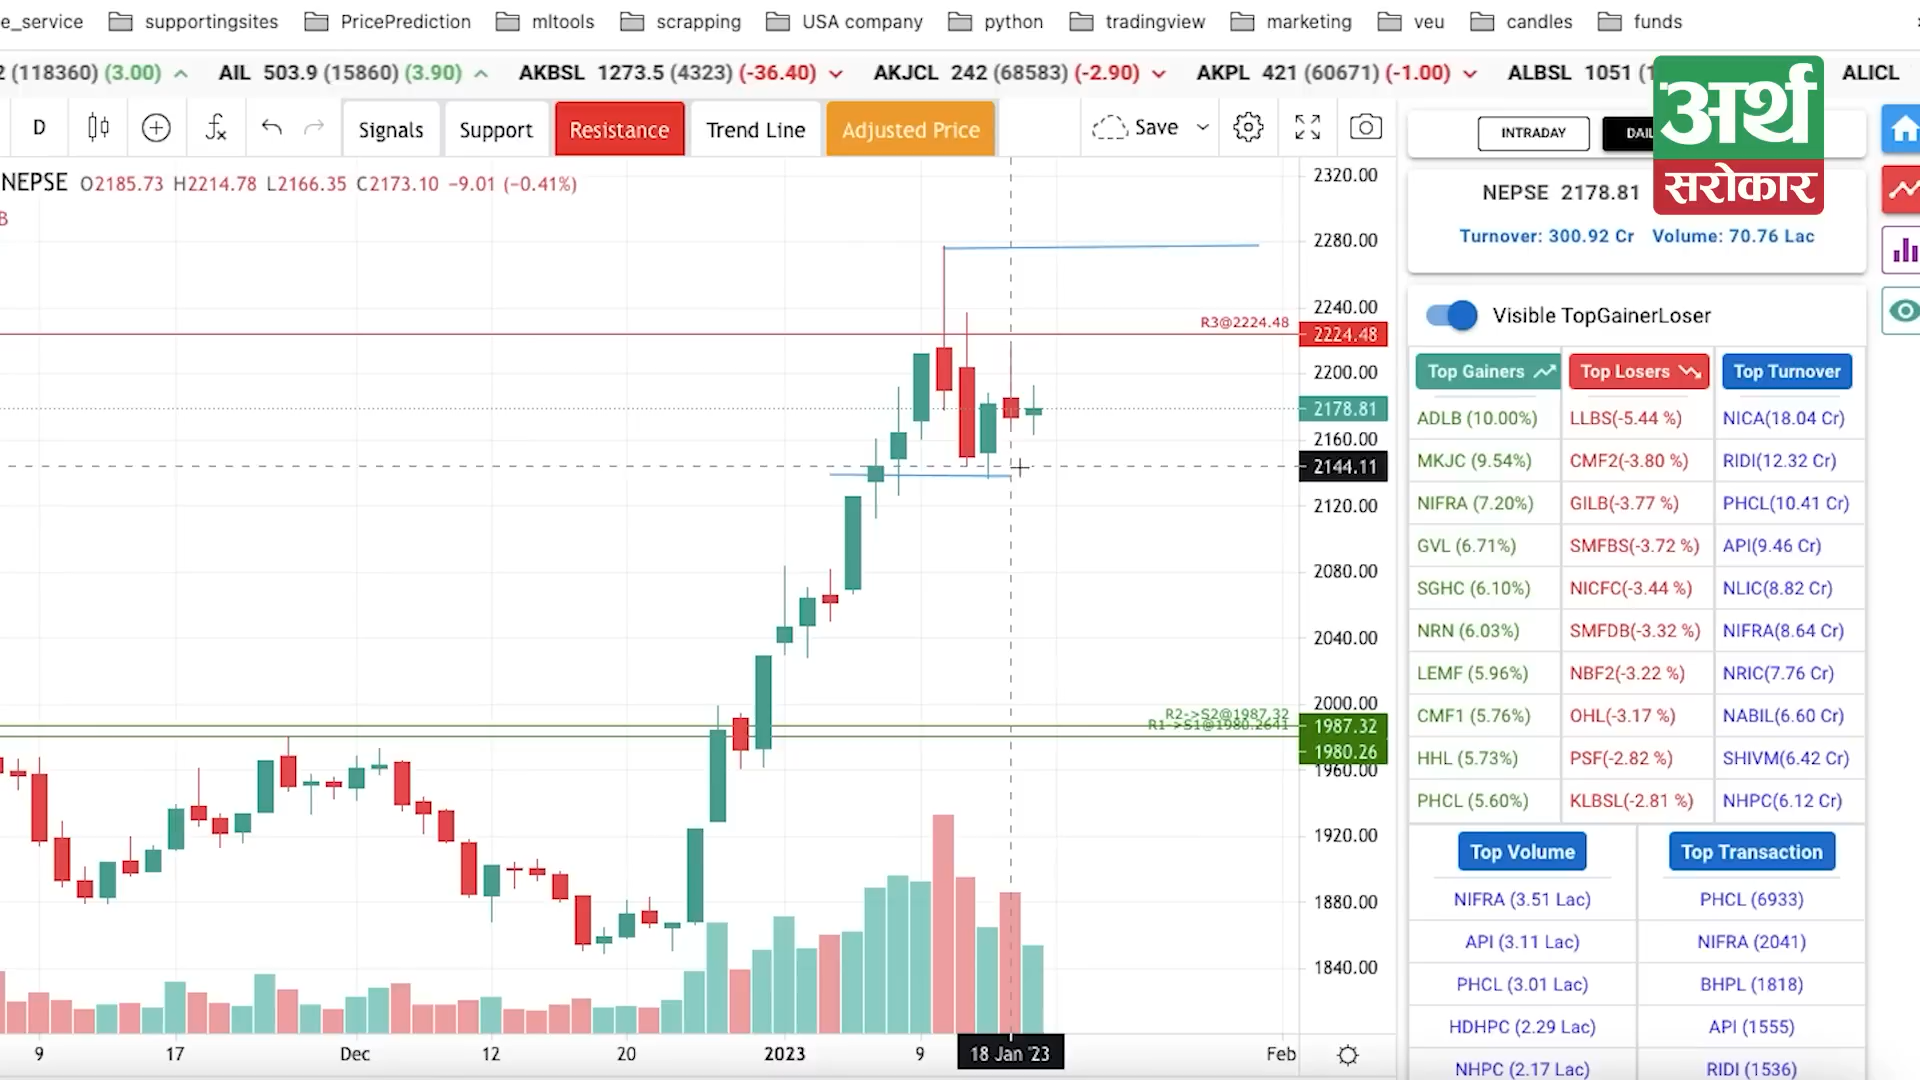 e_service supportingsites PricePrediction mltools scrapping USA company python tradingview marketing veu candles funds
2 (118360) (3.00) AIL 503.9 (15860) (3.90) AKBSL 1273.5 (4323) (-36.40) AKJCL 242 (68583) (-2.90) AKPL 421 (60671) (-1.00) ALBSL 1051 (1 ALICL
अर्थ
सरोकार
D Signals Support Resistance Trend Line Adjusted Price Save
INTRADAY DAIL
NEPSE O2185.73 H2214.78 L2166.35 C2173.10 −9.01 (−0.41%)
B
NEPSE 2178.81
Turnover: 300.92 Cr Volume: 70.76 Lac
2320.00
2280.00
2240.00
R3@2224.48 2224.48
2200.00
2178.81
2160.00
2144.11
2120.00
2080.00
2040.00
2000.00
R2->S2@1987.32 1987.32
R1->S1@1980.2641 1980.26
1960.00
1920.00
1880.00
1840.00
9 17 Dec 12 20 2023 9 18 Jan '23 Feb
Visible TopGainerLoser
Top Gainers Top Losers Top Turnover
ADLB (10.00%) LLBS(-5.44 %) NICA(18.04 Cr)
MKJC (9.54%) CMF2(-3.80 %) RIDI(12.32 Cr)
NIFRA (7.20%) GILB(-3.77 %) PHCL(10.41 Cr)
GVL (6.71%) SMFBS(-3.72 %) API(9.46 Cr)
SGHC (6.10%) NICFC(-3.44 %) NLIC(8.82 Cr)
NRN (6.03%) SMFDB(-3.32 %) NIFRA(8.64 Cr)
LEMF (5.96%) NBF2(-3.22 %) NRIC(7.76 Cr)
CMF1 (5.76%) OHL(-3.17 %) NABIL(6.60 Cr)
HHL (5.73%) PSF(-2.82 %) SHIVM(6.42 Cr)
PHCL (5.60%) KLBSL(-2.81 %) NHPC(6.12 Cr)
Top Volume Top Transaction
NIFRA (3.51 Lac) PHCL (6933)
API (3.11 Lac) NIFRA (2041)
PHCL (3.01 Lac) BHPL (1818)
HDHPC (2.29 Lac) API (1555)
NHPC (2.17 Lac) RIDI (1536)